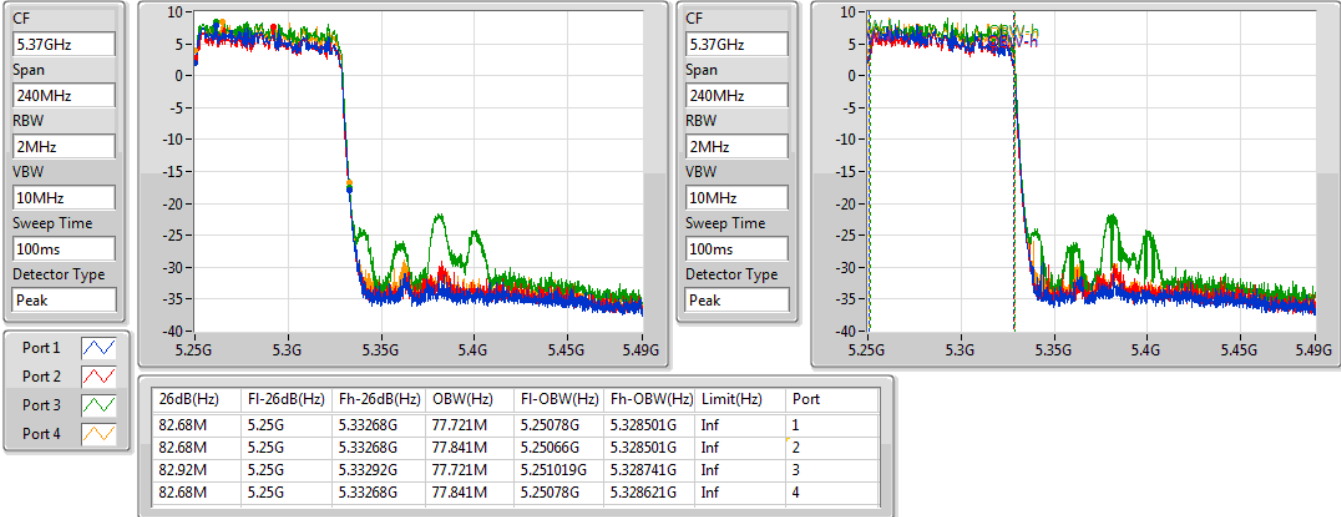 CF
5.37GHz
Span
240MHz
RBW
2MHz
VBW
10MHz
Sweep Time
100ms
Detector Type
Peak
10
5
0
-5
-10
-15
-20
-25
-30
-35
-40
5.25G 5.3G 5.35G 5.4G 5.45G 5.49G
CF
5.37GHz
Span
240MHz
RBW
2MHz
VBW
10MHz
Sweep Time
100ms
Detector Type
Peak
10
5
0
-5
-10
-15
-20
-25
-30
-35
-40
5.25G 5.3G 5.35G 5.4G 5.45G 5.49G
Port 1
Port 2
Port 3
Port 4
26dB(Hz) Fl-26dB(Hz) Fh-26dB(Hz) OBW(Hz) Fl-OBW(Hz) Fh-OBW(Hz) Limit(Hz) Port
82.68M 5.25G 5.33268G 77.721M 5.25078G 5.328501G Inf 1
82.68M 5.25G 5.33268G 77.841M 5.25066G 5.328501G Inf 2
82.92M 5.25G 5.33292G 77.721M 5.251019G 5.328741G Inf 3
82.68M 5.25G 5.33268G 77.841M 5.25078G 5.328621G Inf 4